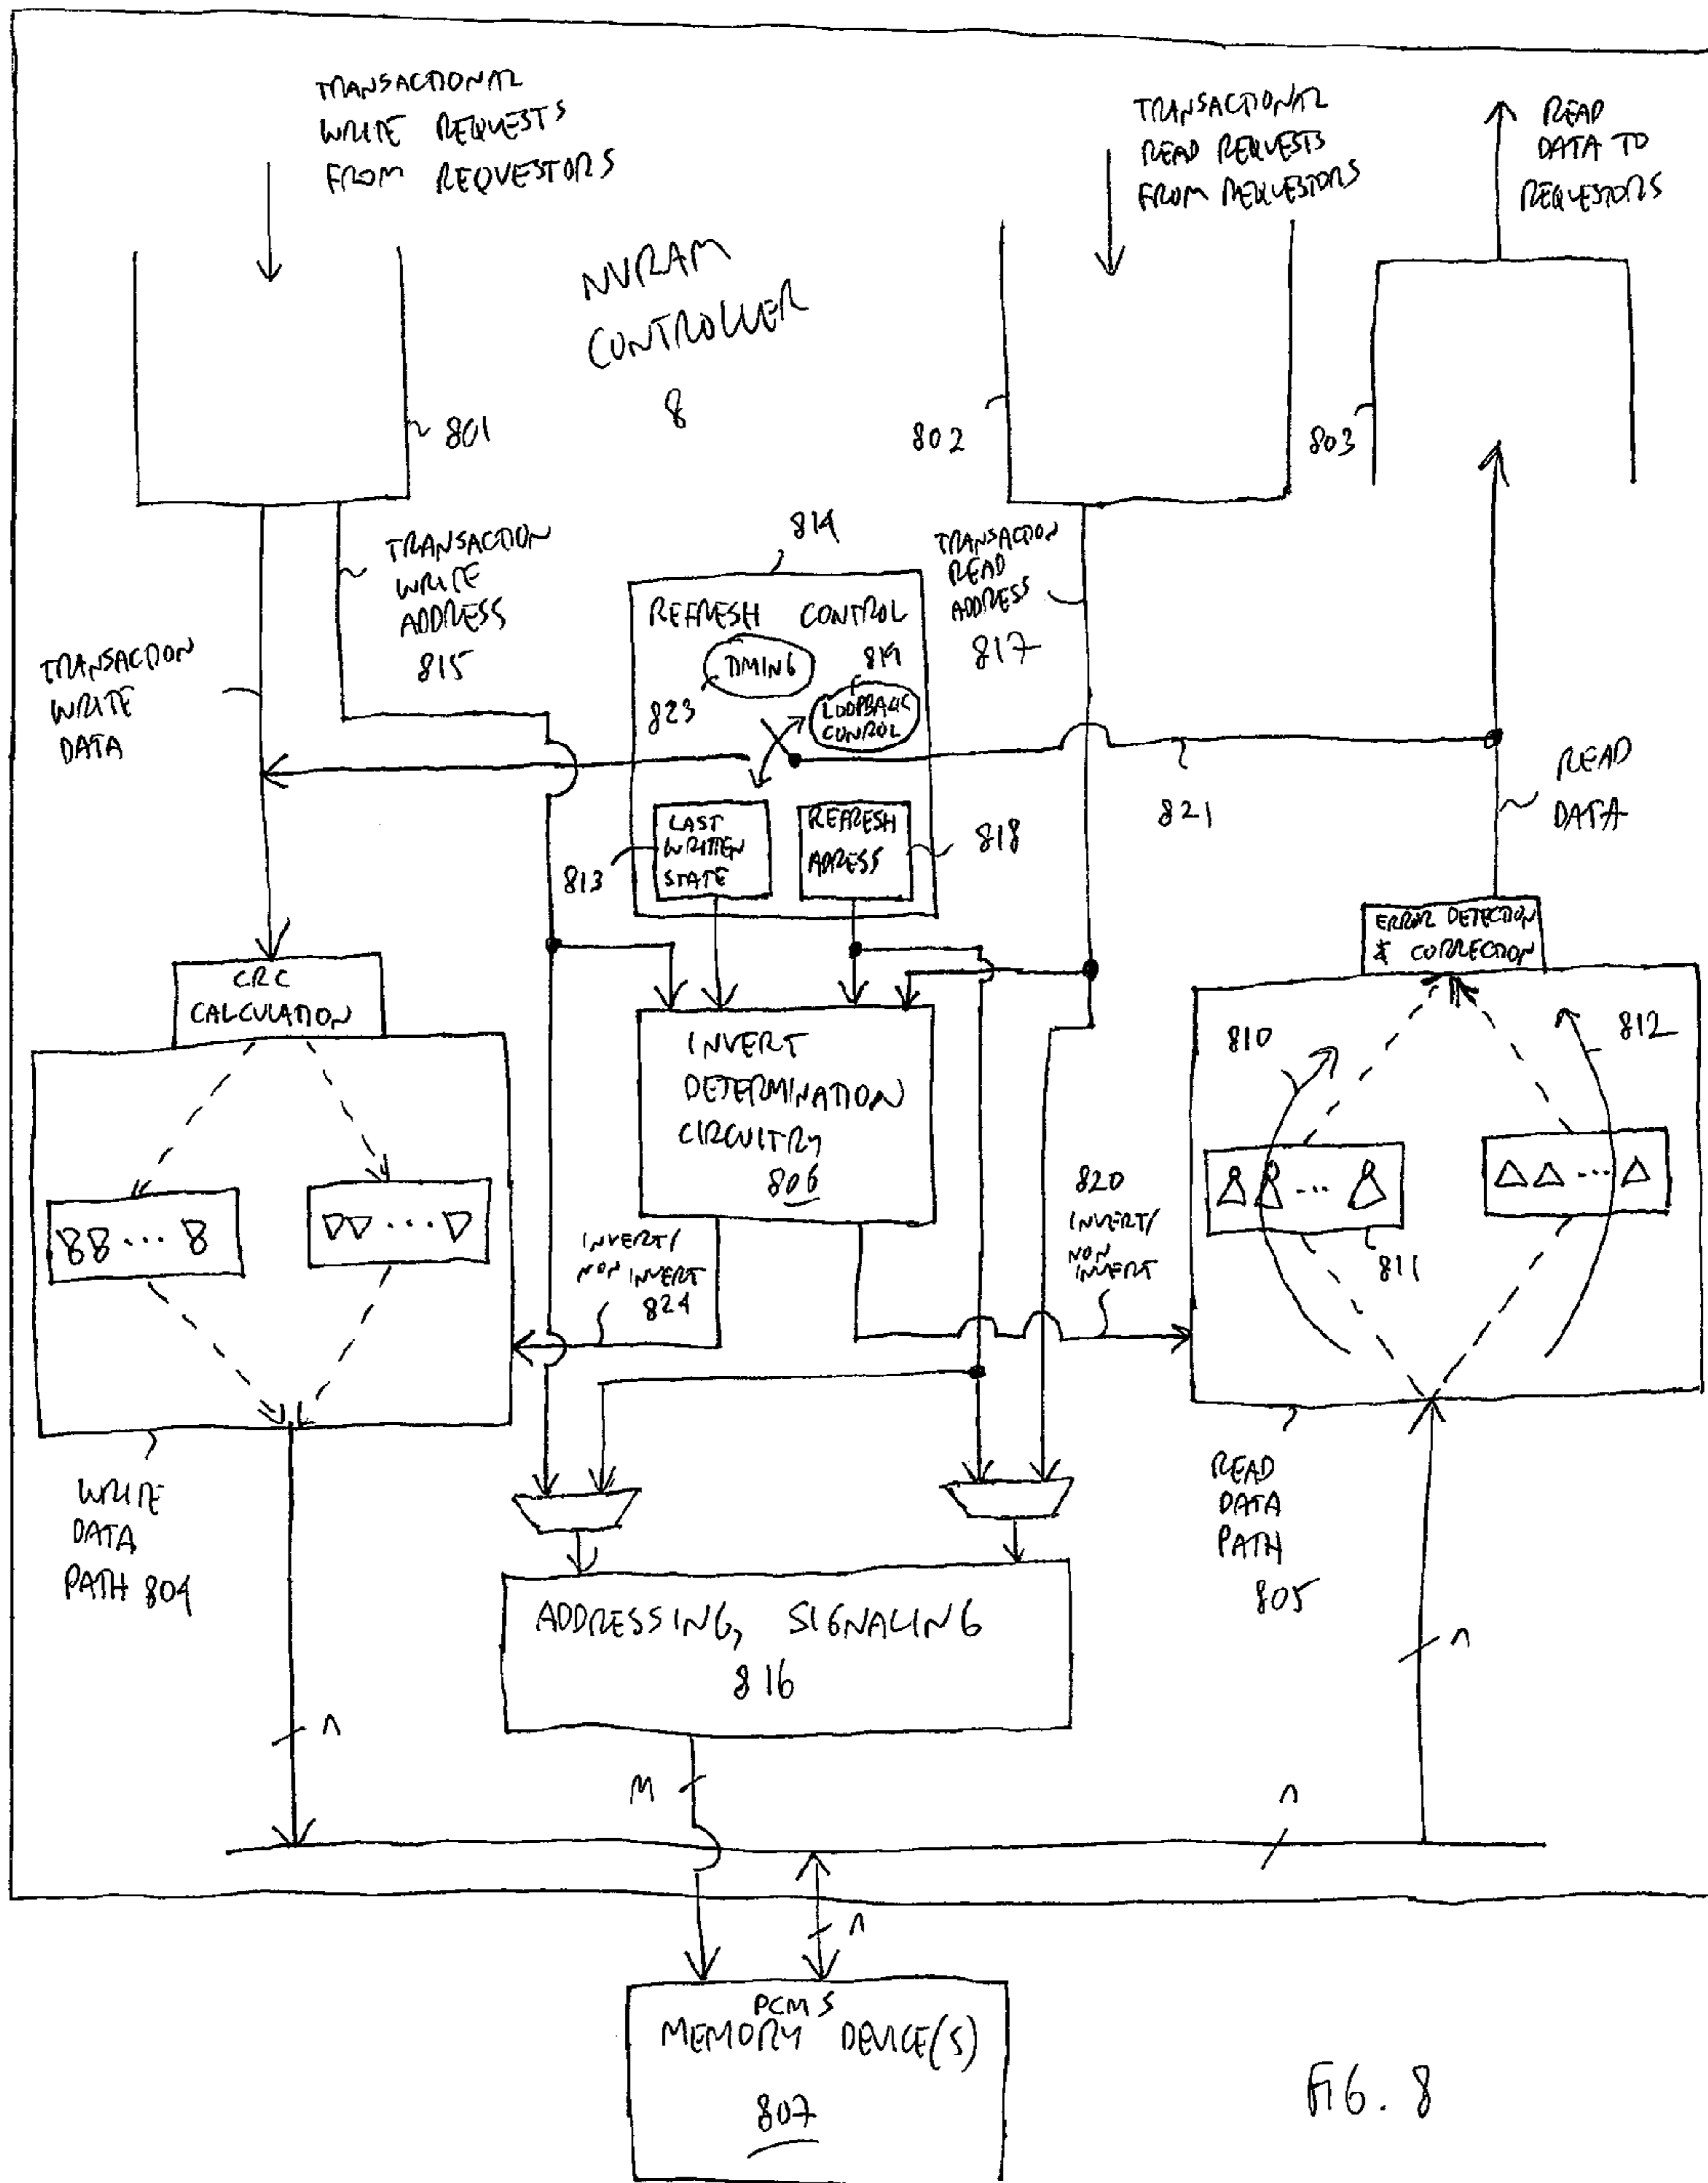 TRANSACTIONAL
WRITE REQUESTS
FROM REQUESTORS
TRANSACTIONAL
READ REQUESTS
FROM REQUESTORS
READ
DATA TO
REQUESTORS
NVRAM
CONTROLLER
8
801
802
803
TRANSACTION
WRITE
ADDRESS
815
TRANSACTION
WRITE
DATA
814
REFRESH CONTROL
TIMING
823
819
LOOPBACK
CONTROL
LAST
WRITTEN
STATE
813
REFRESH
ADRESS
818
TRANSACTION
READ
ADDRESS
817
821
READ
DATA
ERROR DETECTION
& CORRECTION
CRC
CALCULATION
INVERT
DETERMINATION
CIRCUITRY
806
810
812
811
820
INVERT/
NON
INVERT
INVERT/
NON INVERT
824
WRITE
DATA
PATH 804
READ
DATA
PATH
805
ADDRESSING, SIGNALING
816
n
n
M
n
n
PCMS
MEMORY DEVICE(S)
807
FIG. 8